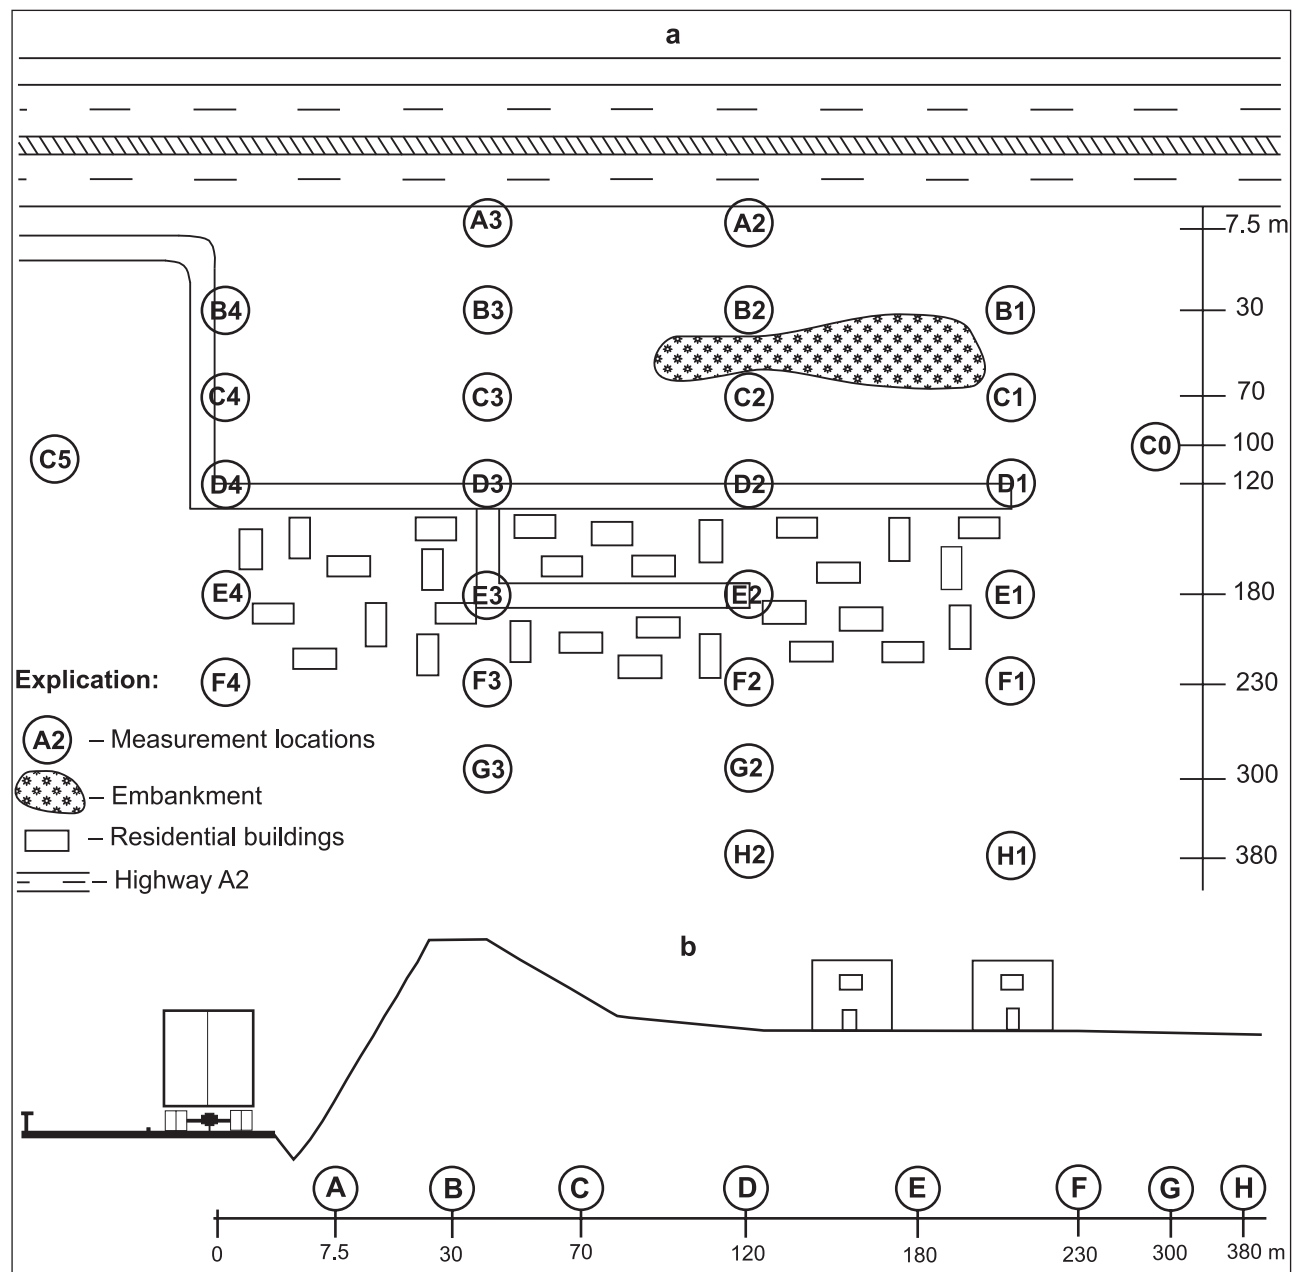 a
A3 A2 7.5 m
B4 B3 B2 B1 30
C4 C3 C2 C1 70
C5 C0 100
D4 D3 D2 D1 120
E4 E3 E2 E1 180
Explication: F4 F3 F2 F1 230
A2 – Measurement locations G3 G2 300
– Embankment
– Residential buildings H2 H1 380
– Highway A2
b
A B C D E F G H
0 7.5 30 70 120 180 230 300 380 m